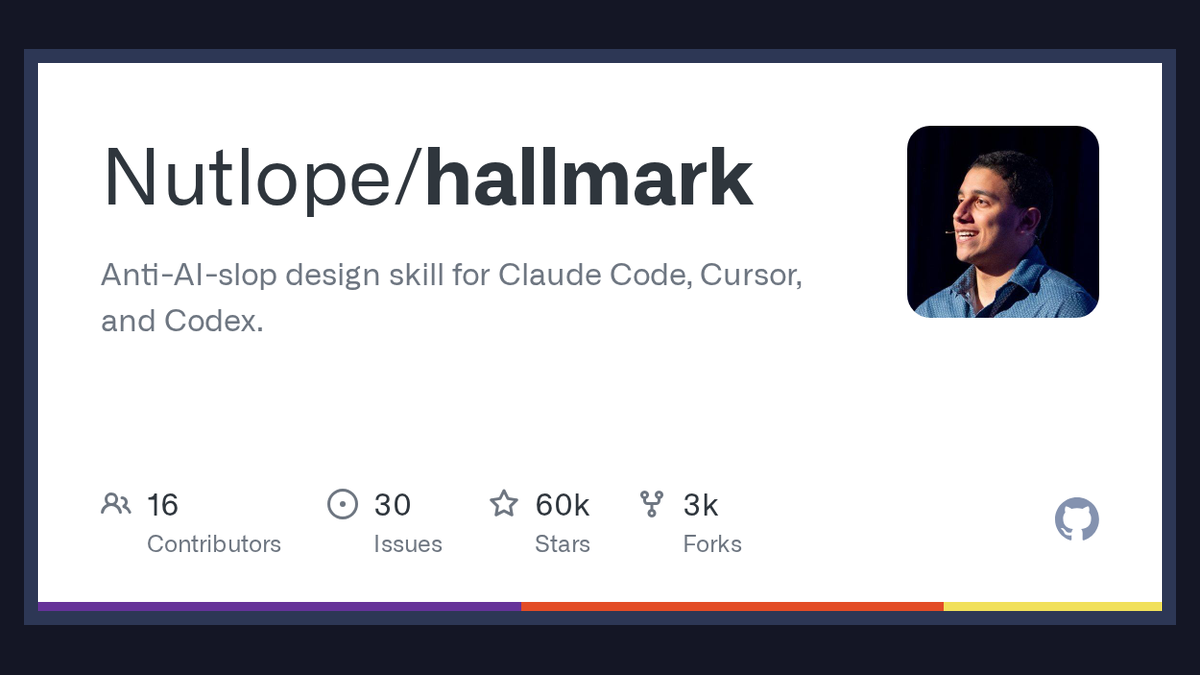 Nutlope/hallmark
Anti-AI-slop design skill for Claude Code, Cursor,
and Codex.
16
Contributors
30
Issues
60k
Stars
3k
Forks